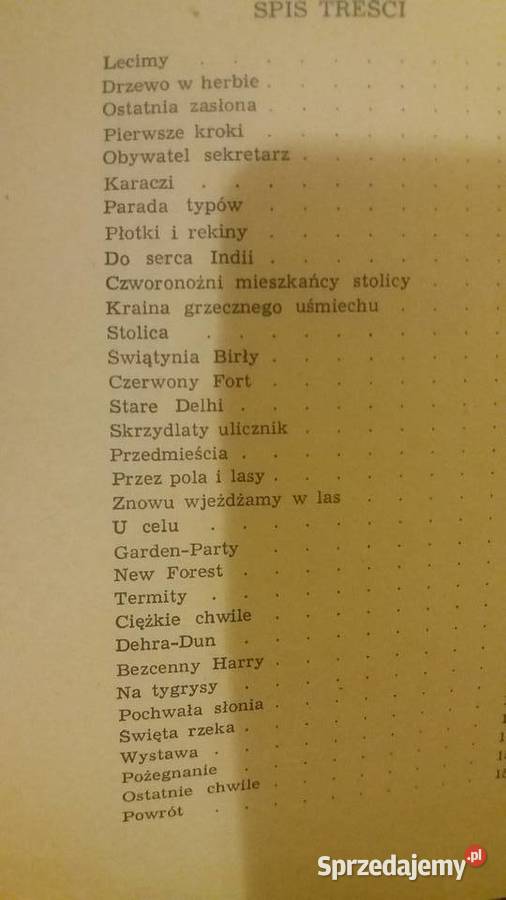 SPIS TREŚCI
Lecimy . . . . . . . . .
Drzewo w herbie . . . . . . . .
Ostatnia zasłona . . . . . . . .
Pierwsze kroki . . . . . . . .
Obywatel sekretarz . . . . . . .
Karaczi . . . . . . . . . .
Parada typów . . . . . . . .
Płotki i rekiny . . . . . . . .
Do serca Indii . . . . . . . .
Czworonożni mieszkańcy stolicy . . .
Kraina grzecznego uśmiechu . . . .
Stolica . . . . . . . . . .
Świątynia Birły . . . . . . . .
Czerwony Fort . . . . . . . .
Stare Delhi . . . . . . . . .
Skrzydlaty ulicznik . . . . . . .
Przedmieścia . . . . . . . . .
Przez pola i lasy . . . . . . . .
Znowu wjeżdżamy w las . . . . .
U celu . . . . . . . . . .
Garden-Party . . . . . . . .
New Forest . . . . . . . . .
Termity . . . . . . . . . .
Ciężkie chwile . . . . . . . .
Dehra-Dun . . . . . . . . .
Bezcenny Harry . . . . . . . .
Na tygrysy . . . . . . . . .
Pochwała słonia . . . . . . . .
Święta rzeka . . . . . . . . .
Wystawa . . . . . . . . . .
Pożegnanie . . . . . . . . .
Ostatnie chwile . . . . . . . .
Powrót . . . . . . . . . .
Sprzedajemy.pl